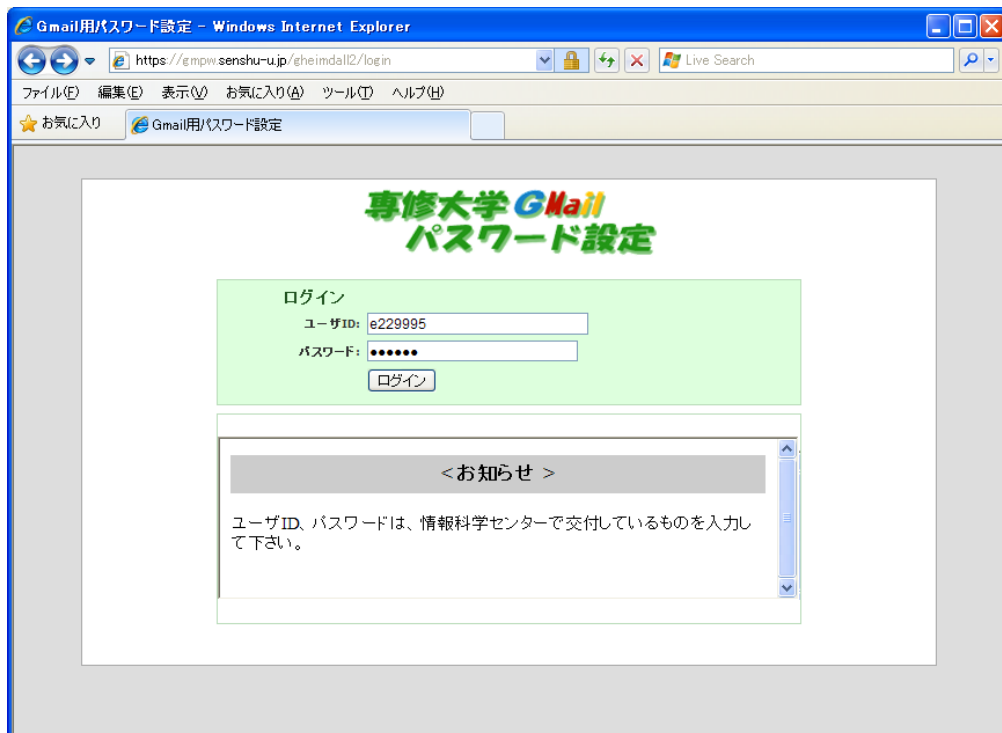 Gmail用パスワード設定 - Windows Internet Explorer
https://gmpw.senshu-u.jp/gheimdall2/login
Live Search
ファイル(F) 編集(E) 表示(V) お気に入り(A) ツール(T) ヘルプ(H)
お気に入り
Gmail用パスワード設定
専修大学 GMail
パスワード設定
ログイン
ユーザID: e229995
パスワード: ••••••
ログイン
<お知らせ >
ユーザID、パスワードは、情報科学センターで交付しているものを入力し
て下さい。